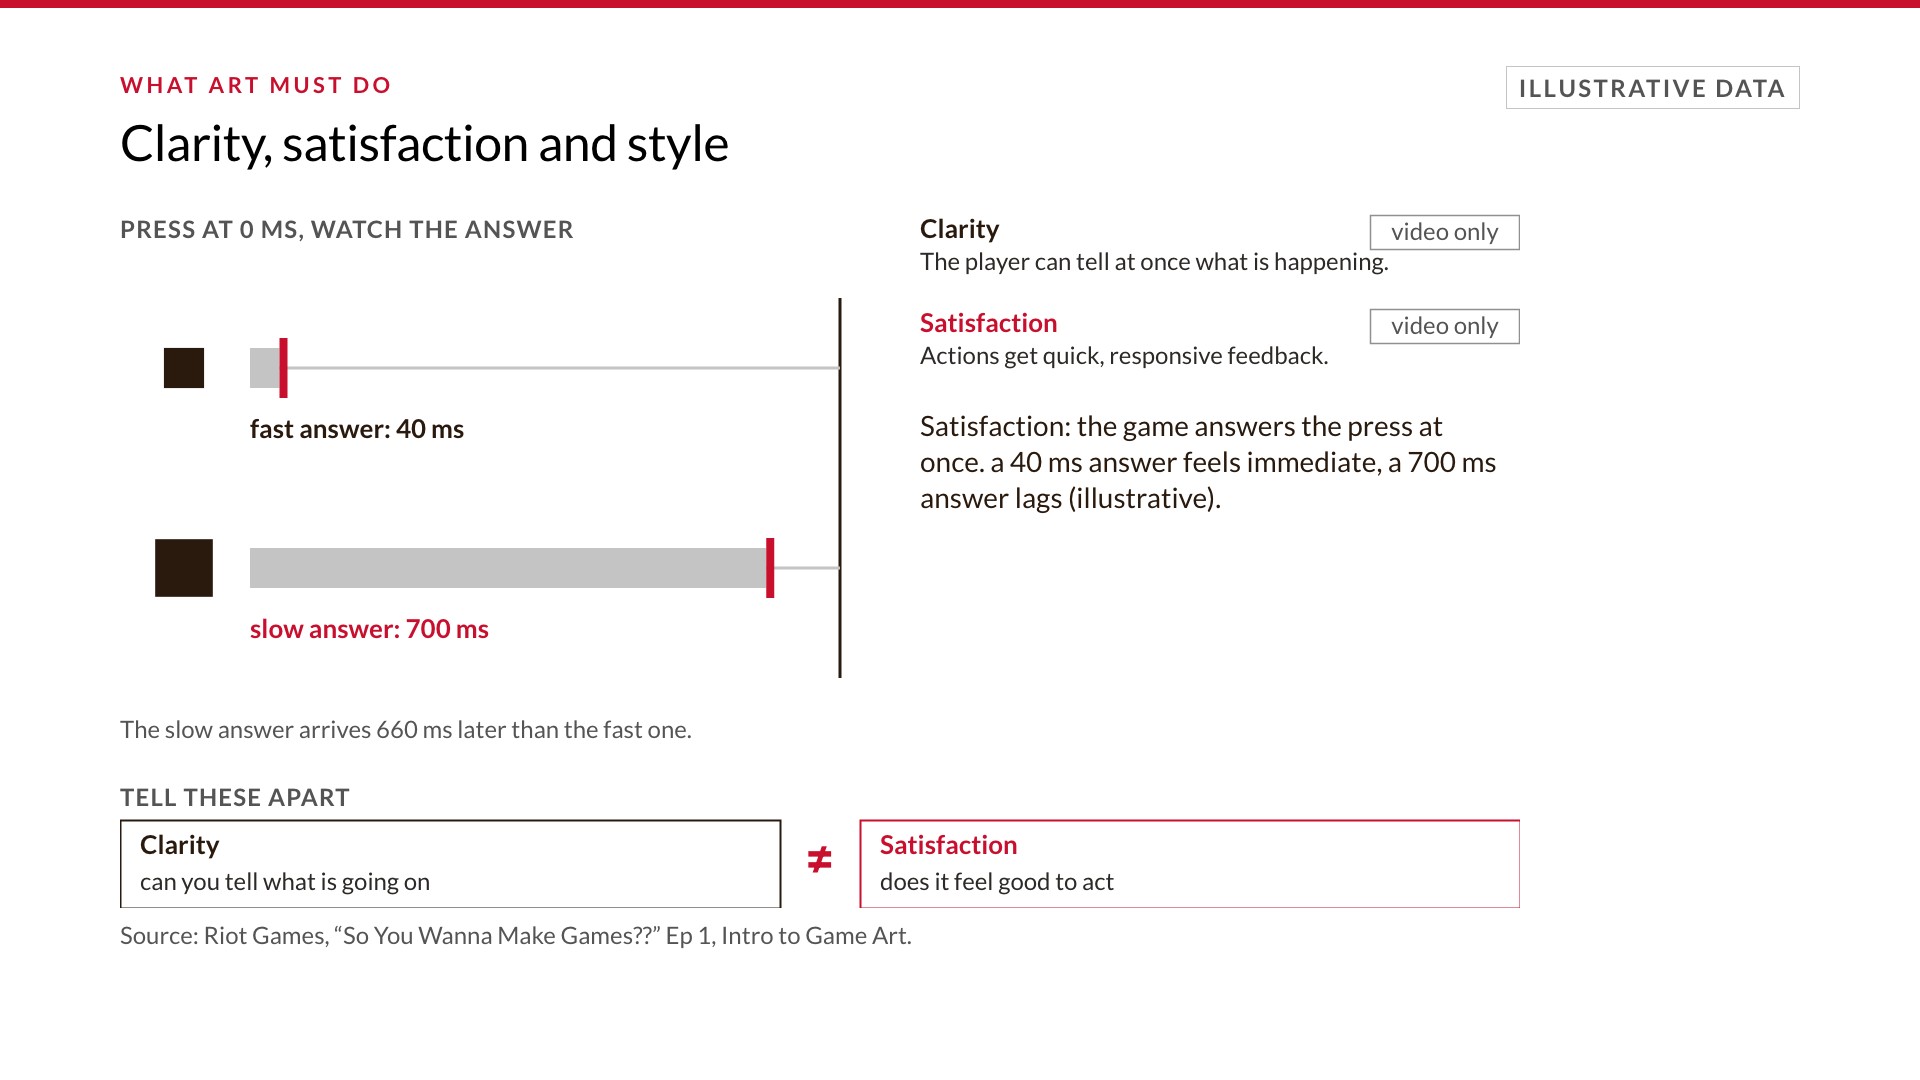 WHAT ART MUST DO
ILLUSTRATIVE DATA
Clarity, satisfaction and style
PRESS AT 0 MS, WATCH THE ANSWER
fast answer: 40 ms
slow answer: 700 ms
The slow answer arrives 660 ms later than the fast one.
Clarity
video only
The player can tell at once what is happening.
Satisfaction
video only
Actions get quick, responsive feedback.
Satisfaction: the game answers the press at
once. a 40 ms answer feels immediate, a 700 ms
answer lags (illustrative).
TELL THESE APART
Clarity
can you tell what is going on
≠
Satisfaction
does it feel good to act
Source: Riot Games, “So You Wanna Make Games??” Ep 1, Intro to Game Art.